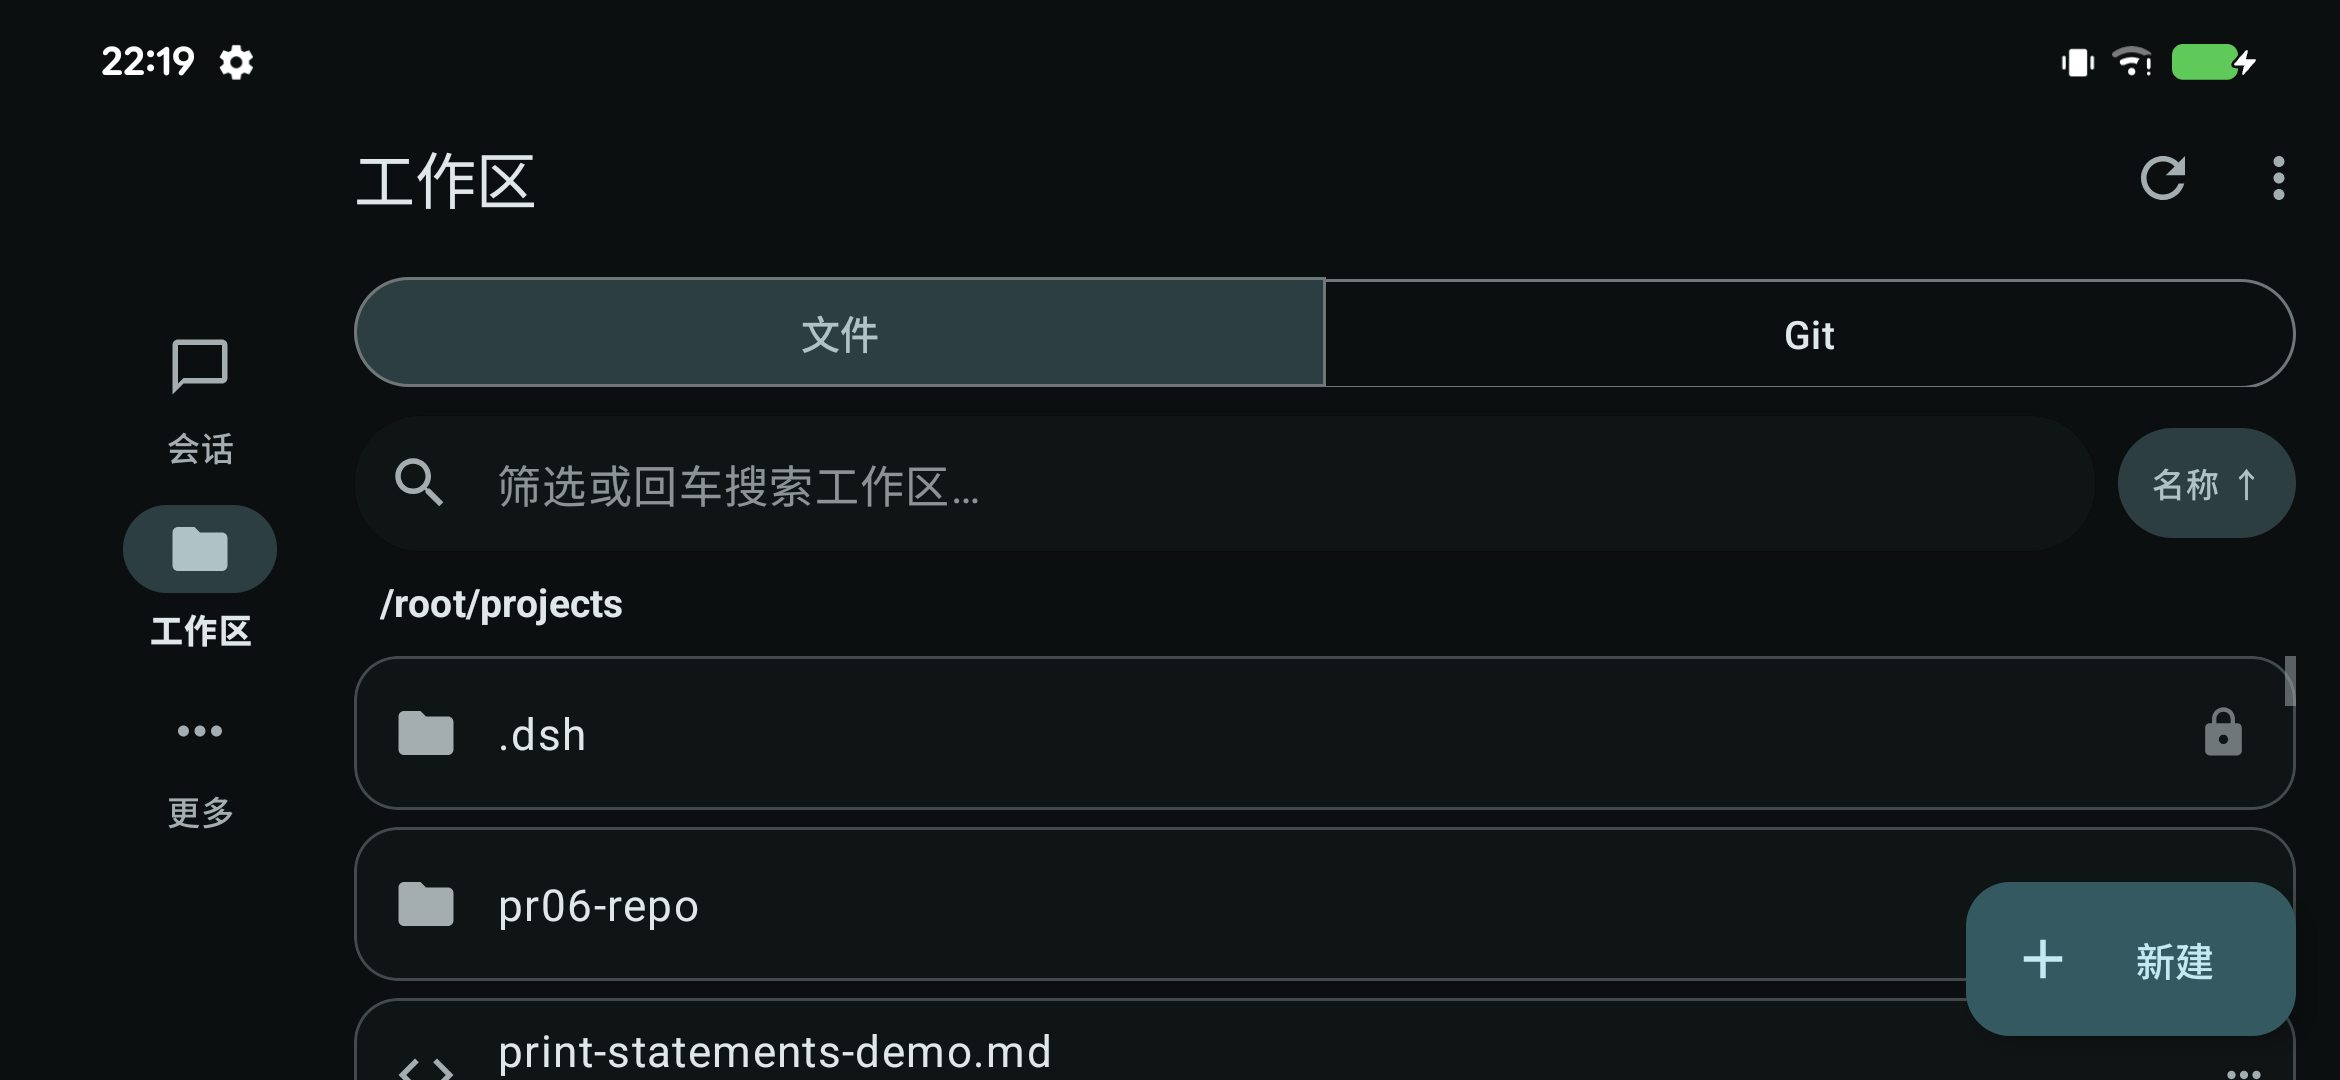 22:19
工作区
文件
Git
会话
筛选或回车搜索工作区…
名称 ↑
/root/projects
工作区
.dsh
更多
pr06-repo
新建
print-statements-demo.md